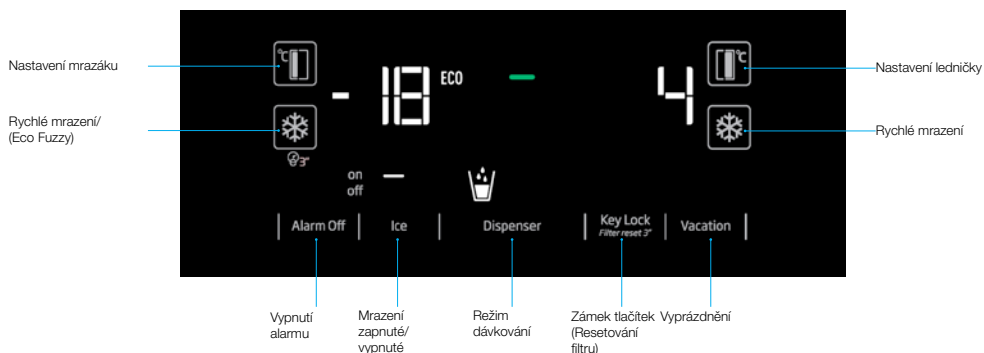 Nastavení mrazáku
Rychlé mrazení/
(Eco Fuzzy)
°C
-18 ECO
4
°C
3"
on
off
Alarm Off
Ice
Dispenser
Key Lock
Filter reset 3"
Vacation
Nastavení ledničky
Rychlé mrazení
Vypnutí
alarmu
Mrazení
zapnuté/
vypnuté
Režim
dávkování
Zámek tlačítek
(Resetování
filtru)
Vyprázdnění